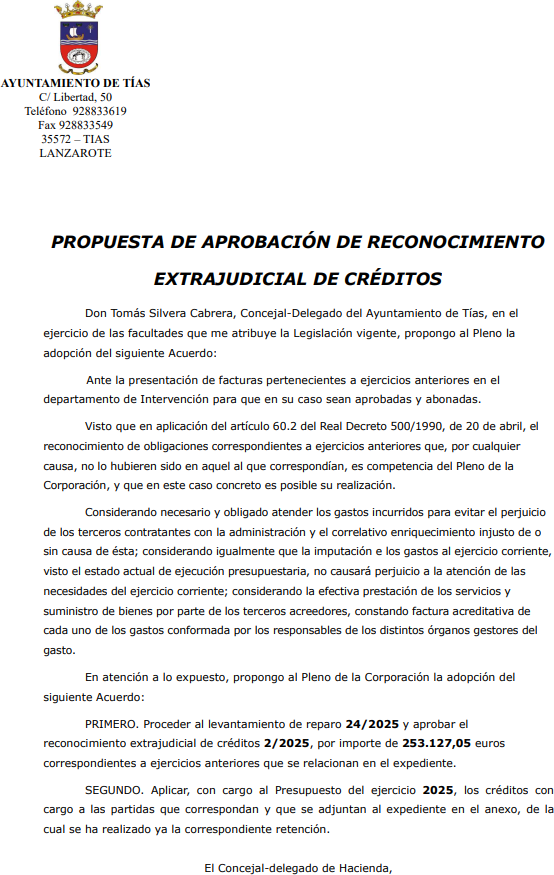 AYUNTAMIENTO DE TÍAS
C/ Libertad, 50
Teléfono 928833619
Fax 928833549
35572 – TIAS
LANZAROTE
PROPUESTA DE APROBACIÓN DE RECONOCIMIENTO
EXTRAJUDICIAL DE CRÉDITOS
Don Tomás Silvera Cabrera, Concejal-Delegado del Ayuntamiento de Tías, en el
ejercicio de las facultades que me atribuye la Legislación vigente, propongo al Pleno la
adopción del siguiente Acuerdo:
Ante la presentación de facturas pertenecientes a ejercicios anteriores en el
departamento de Intervención para que en su caso sean aprobadas y abonadas.
Visto que en aplicación del artículo 60.2 del Real Decreto 500/1990, de 20 de abril, el
reconocimiento de obligaciones correspondientes a ejercicios anteriores que, por cualquier
causa, no lo hubieren sido en aquel al que correspondían, es competencia del Pleno de la
Corporación, y que en este caso concreto es posible su realización.
Considerando necesario y obligado atender los gastos incurridos para evitar el perjuicio
de los terceros contratantes con la administración y el correlativo enriquecimiento injusto de o
sin causa de ésta; considerando igualmente que la imputación e los gastos al ejercicio corriente,
visto el estado actual de ejecución presupuestaria, no causará perjuicio a la atención de las
necesidades del ejercicio corriente; considerando la efectiva prestación de los servicios y
suministro de bienes por parte de los terceros acreedores, constando factura acreditativa de
cada uno de los gastos conformada por los responsables de los distintos órganos gestores del
gasto.
En atención a lo expuesto, propongo al Pleno de la Corporación la adopción del
siguiente Acuerdo:
PRIMERO. Proceder al levantamiento de reparo 24/2025 y aprobar el
reconocimiento extrajudicial de créditos 2/2025, por importe de 253.127,05 euros
correspondientes a ejercicios anteriores que se relacionan en el expediente.
SEGUNDO. Aplicar, con cargo al Presupuesto del ejercicio 2025, los créditos con
cargo a las partidas que correspondan y que se adjuntan al expediente en el anexo, de la
cual se ha realizado ya la correspondiente retención.
El Concejal-delegado de Hacienda,